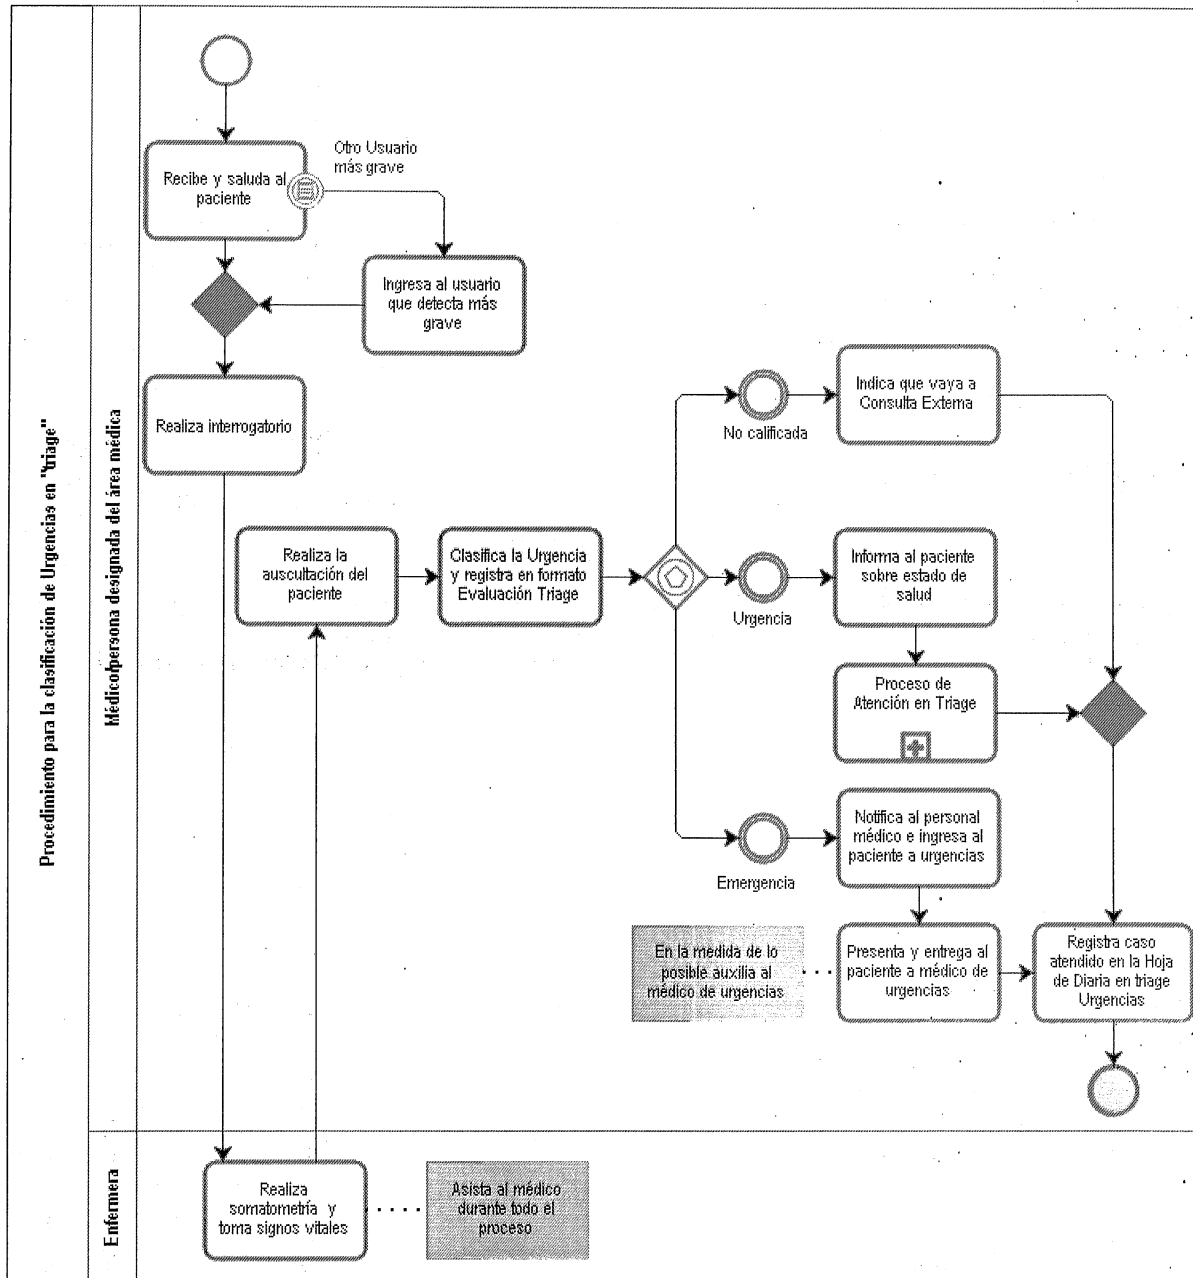 Procedimiento para la clasificación de Urgencias en "triage"
Médico/persona designada del área médica
Recibe y saluda al
paciente
Otro Usuario
más grave
Ingresa al usuario
que detecta más
grave
Realiza interrogatorio
Realiza la
auscultación del
paciente
Clasifica la Urgencia
y registra en formato
Evaluación Triage
No calificada
Indica que vaya a
Consulta Externa
Urgencia
Informa al paciente
sobre estado de
salud
Proceso de
Atención en Triage
Emergencia
Notifica al personal
médico e ingresa al
paciente a urgencias
En la medida de lo
posible auxilia al
médico de urgencias
Presenta y entrega al
paciente a médico de
urgencias
Registra caso
atendido en la Hoja
de Diaria en triage
Urgencias
Enfermera
Realiza
somatometría y
toma signos vitales
Asista al médico
durante todo el
proceso